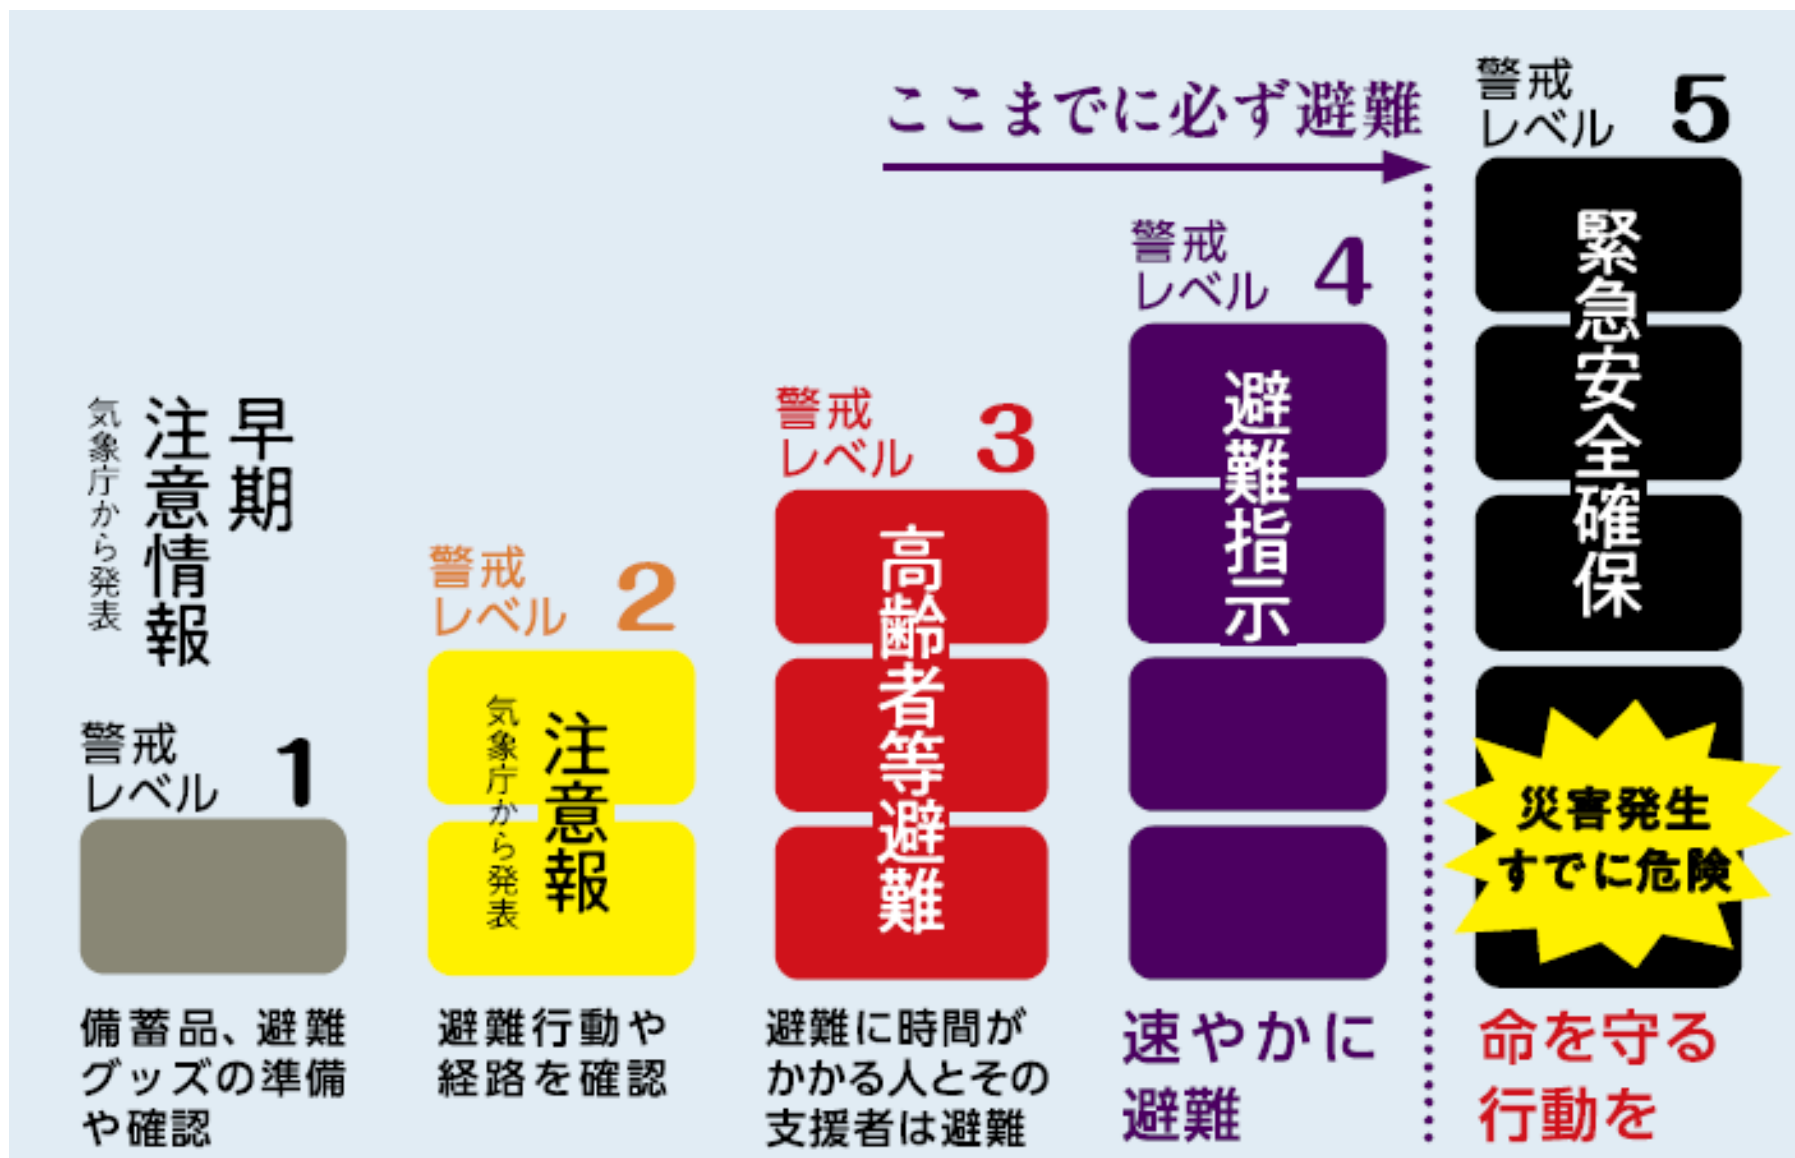 ここまでに必ず避難
早期
注意情報
気象庁から発表
警戒
レベル 1
備蓄品、避難
グッズの準備
や確認
警戒
レベル 2
注意報
気象庁から発表
避難行動や
経路を確認
警戒
レベル 3
高齢者等避難
避難に時間が
かかる人とその
支援者は避難
警戒
レベル 4
避難指示
速やかに
避難
警戒
レベル 5
緊急安全確保
災害発生
すでに危険
命を守る
行動を